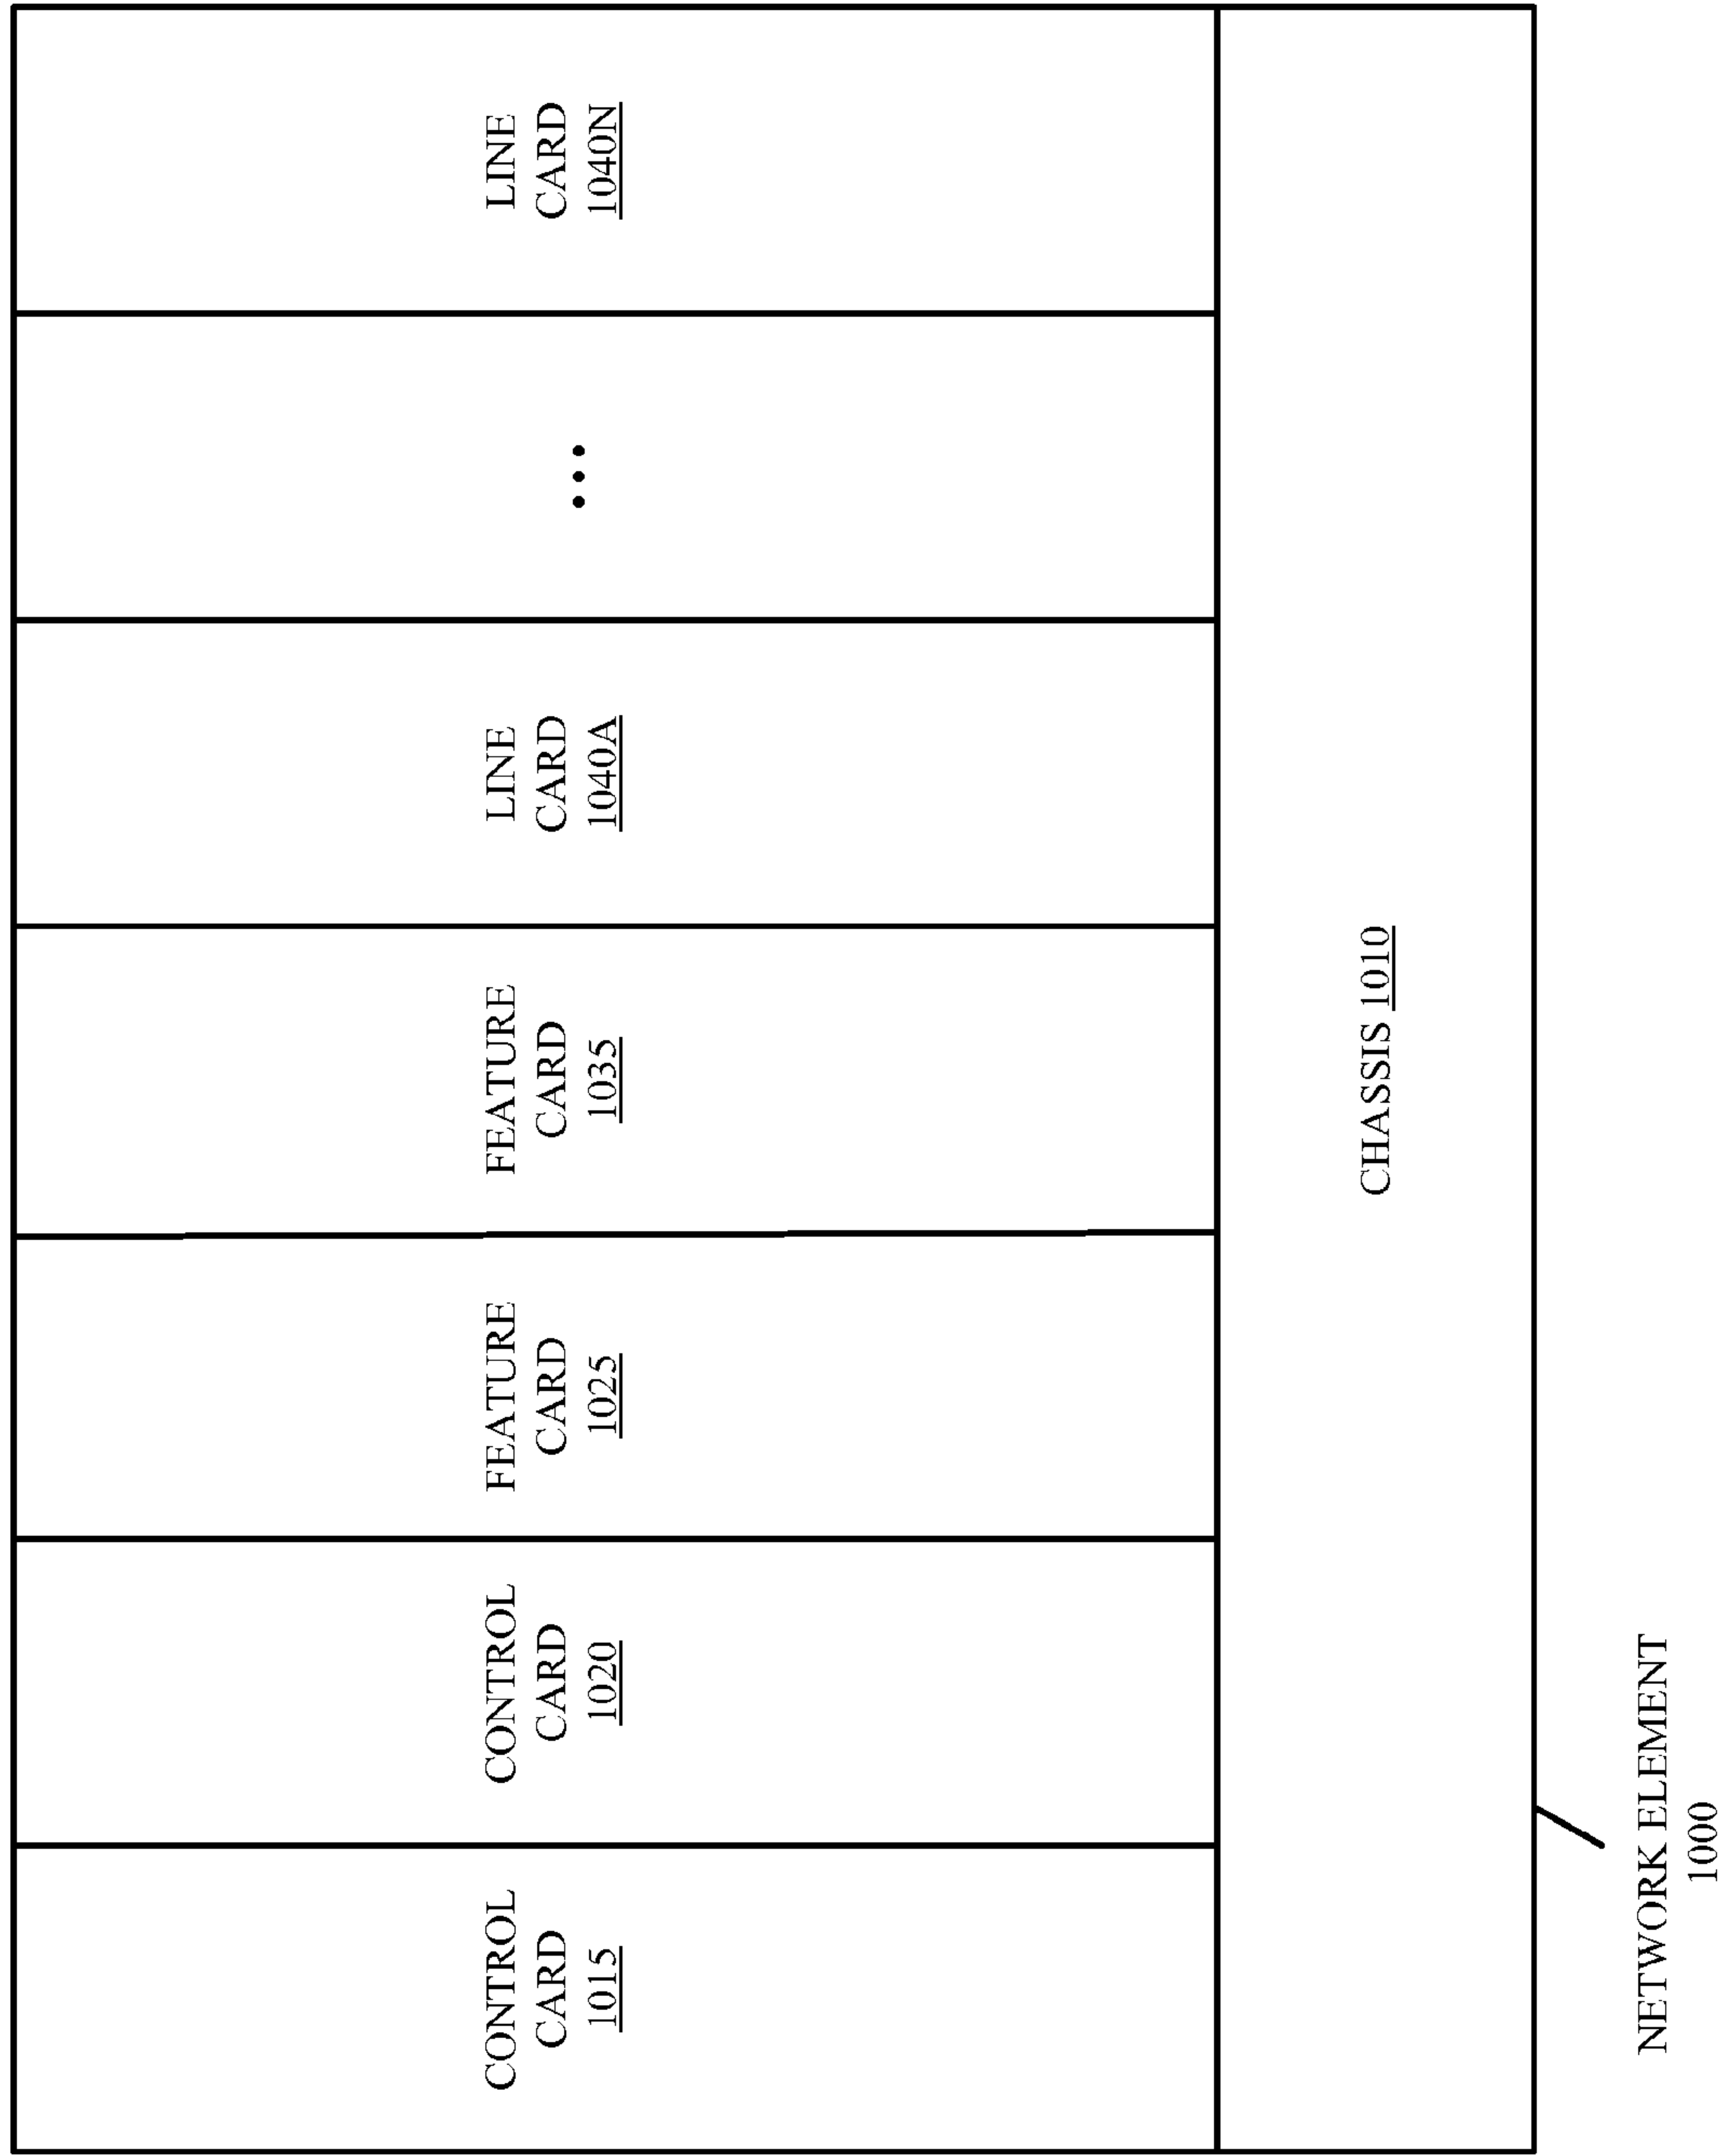 CONTROL
CARD
1015
CONTROL
CARD
1020
FEATURE
CARD
1025
FEATURE
CARD
1035
LINE
CARD
1040A
...
LINE
CARD
1040N
CHASSIS 1010
NETWORK ELEMENT
1000